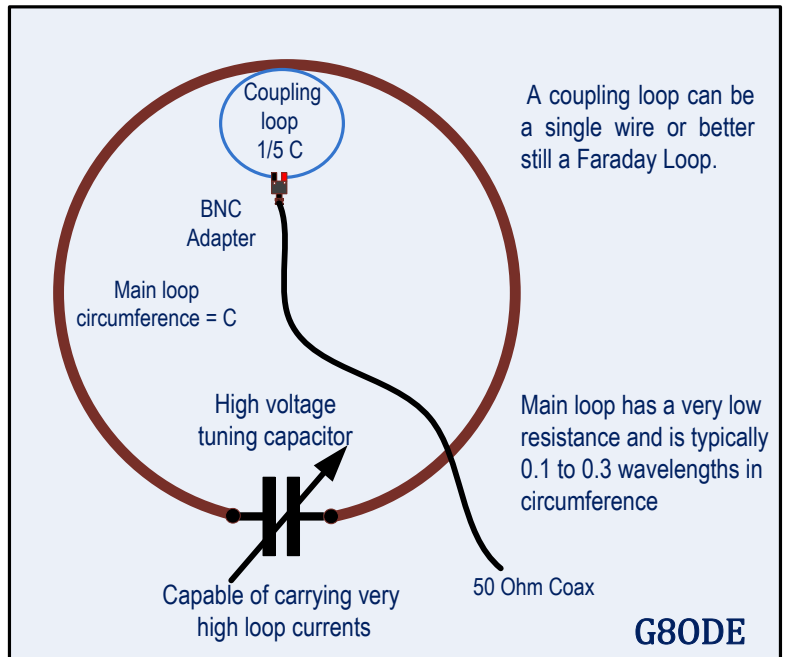 Coupling
loop
1/5 C
A coupling loop can be
a single wire or better
still a Faraday Loop.
BNC
Adapter
Main loop
circumference = C
High voltage
tuning capacitor
Main loop has a very low
resistance and is typically
0.1 to 0.3 wavelengths in
circumference
50 Ohm Coax
Capable of carrying very
high loop currents
G8ODE